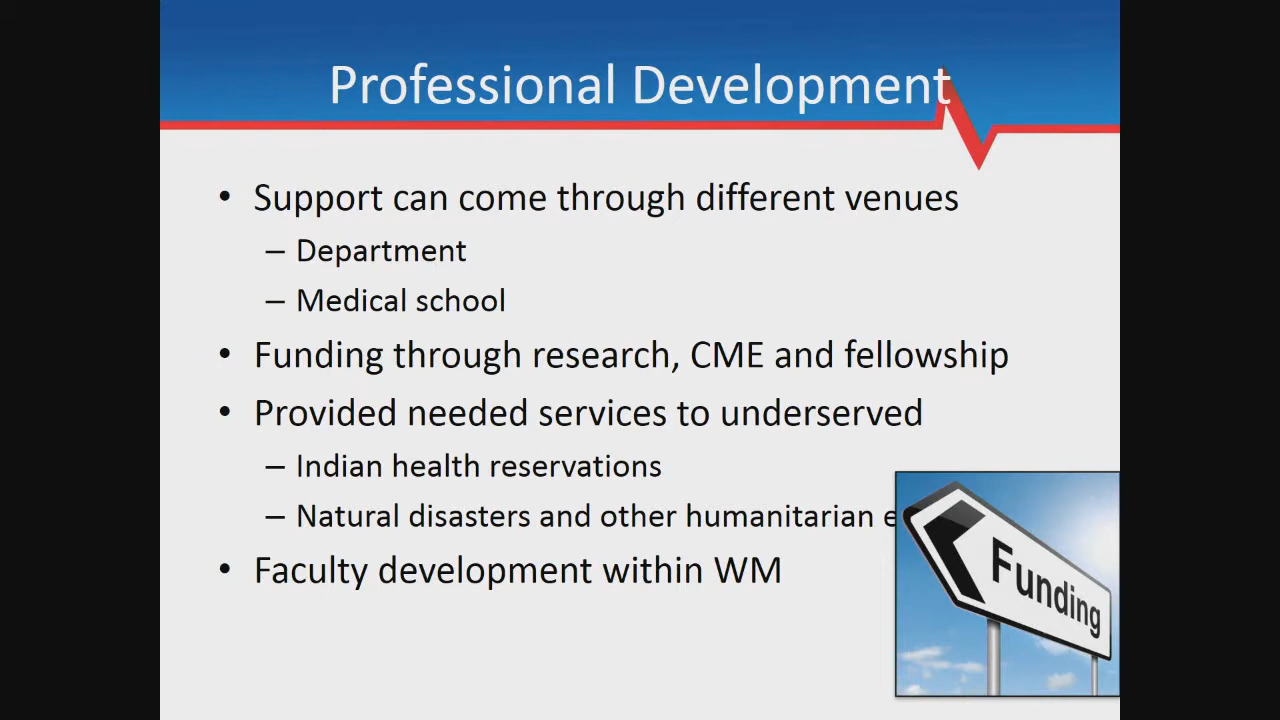 Professional Development
• Support can come through different venues
– Department
– Medical school
• Funding through research, CME and fellowship
• Provided needed services to underserved
– Indian health reservations
– Natural disasters and other humanitarian
• Faculty development within WM
Funding